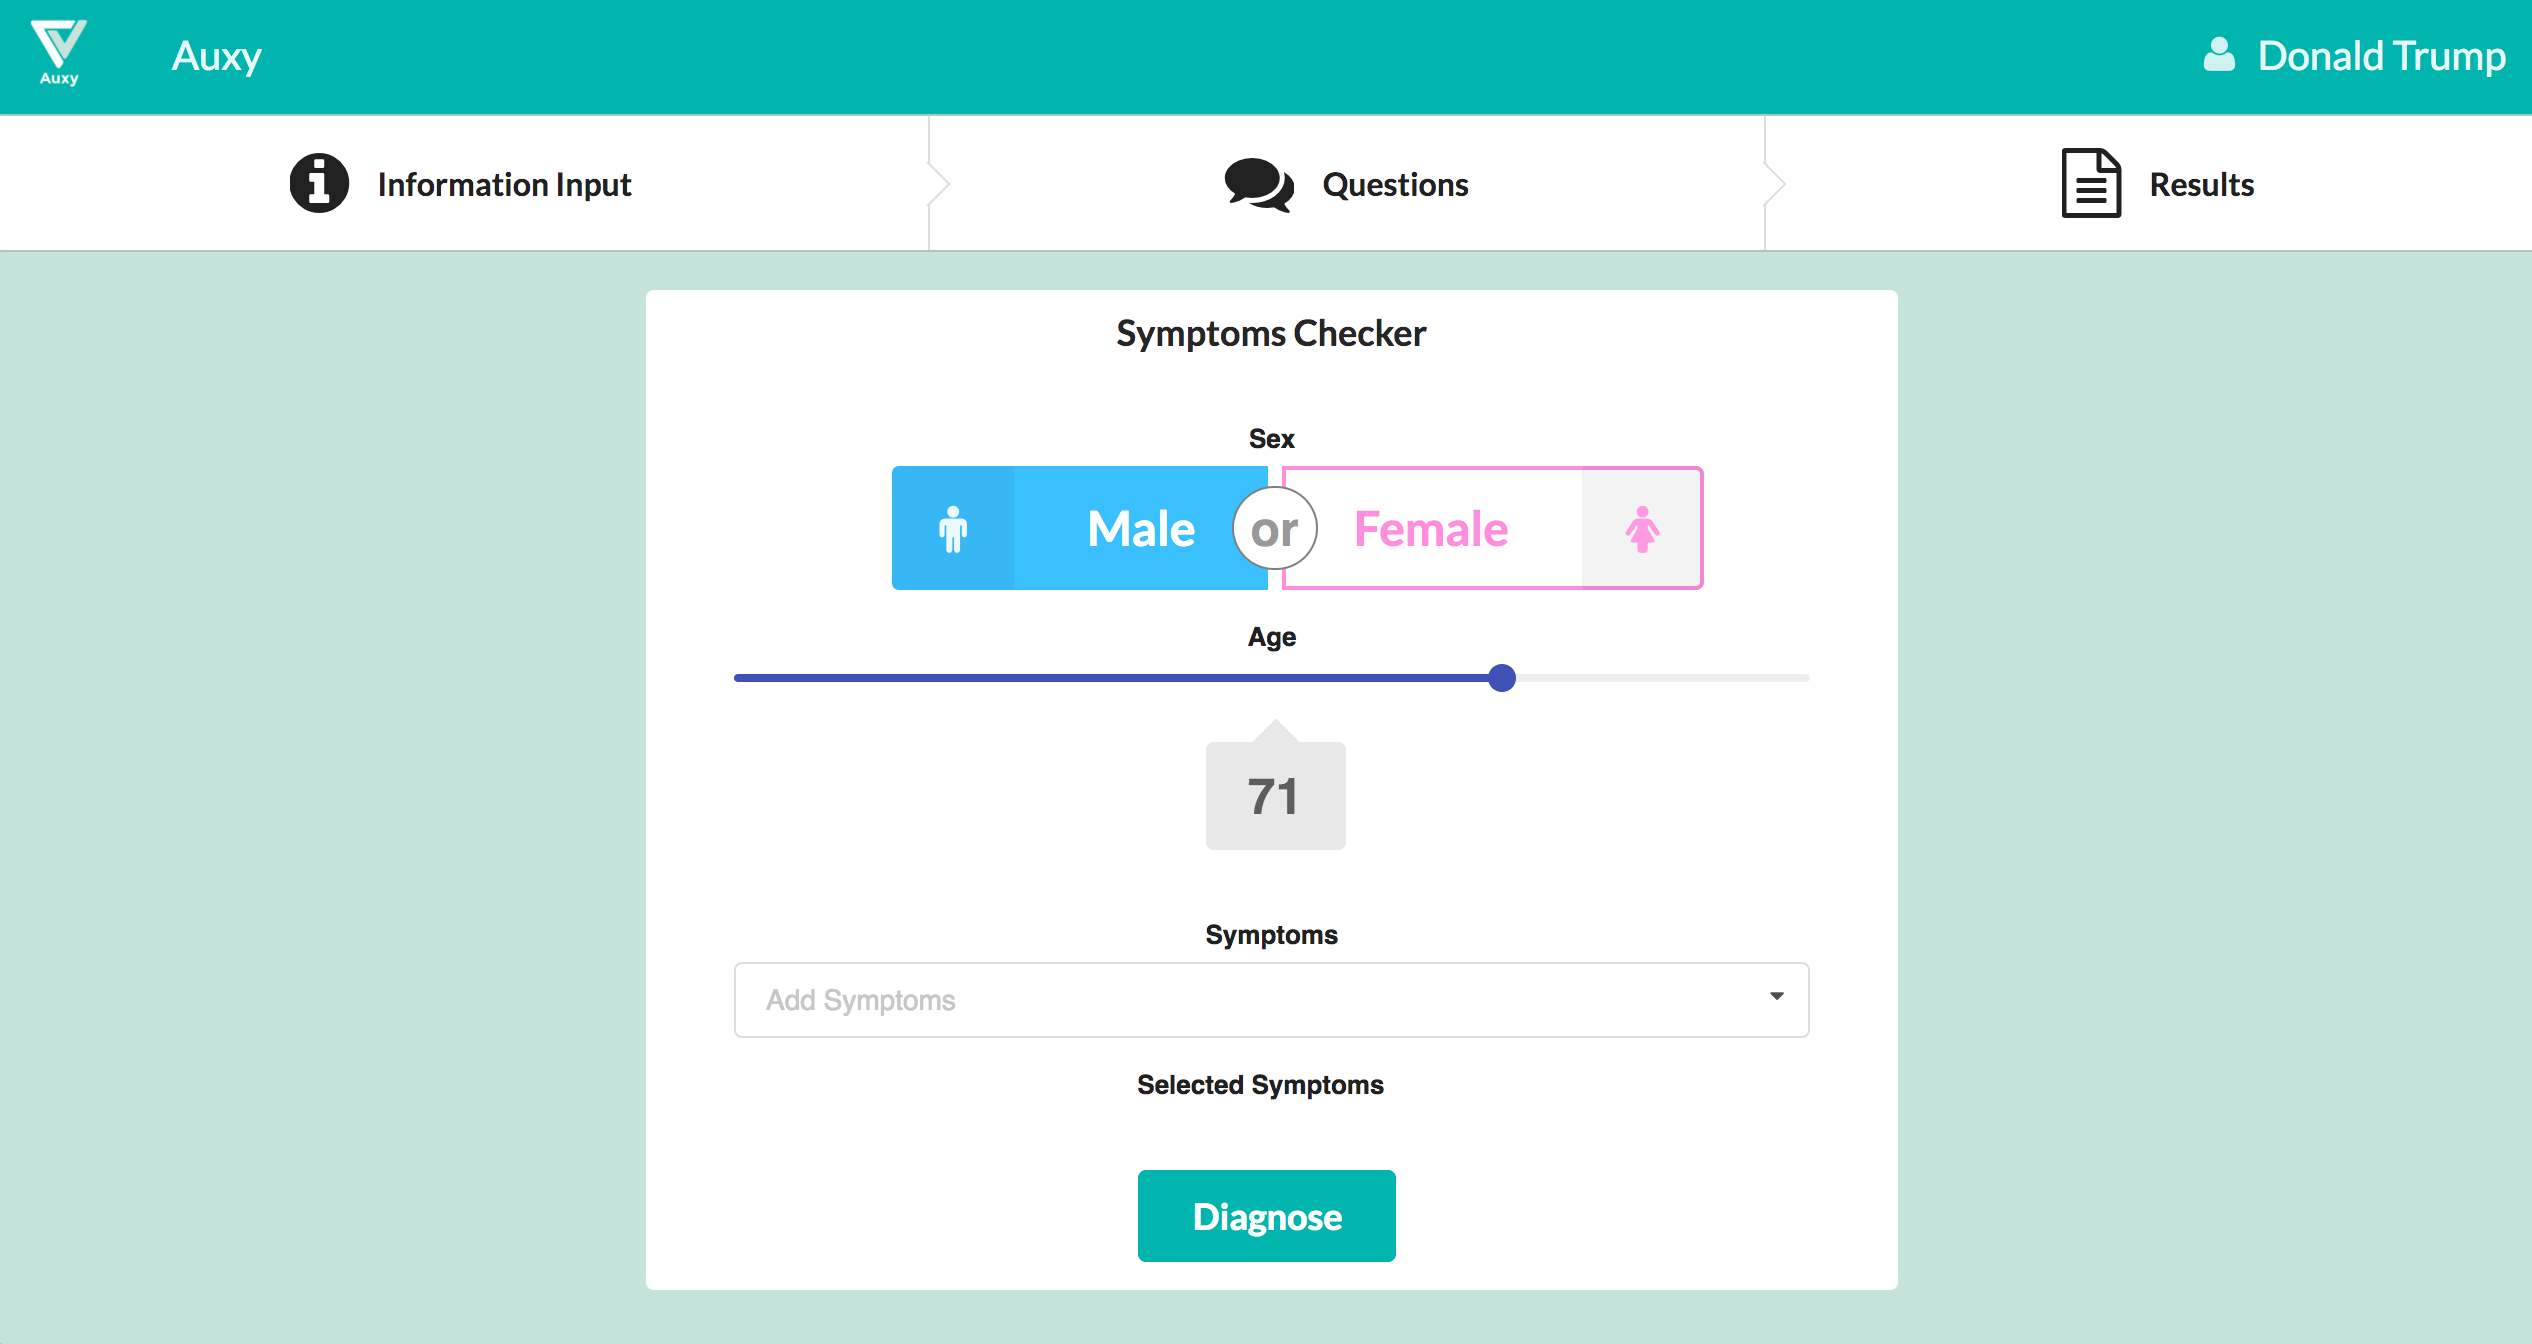 Auxy
Auxy
Donald Trump
Information Input
Questions
Results
Symptoms Checker
Sex
Male
or
Female
Age
71
Symptoms
Add Symptoms
Selected Symptoms
Diagnose